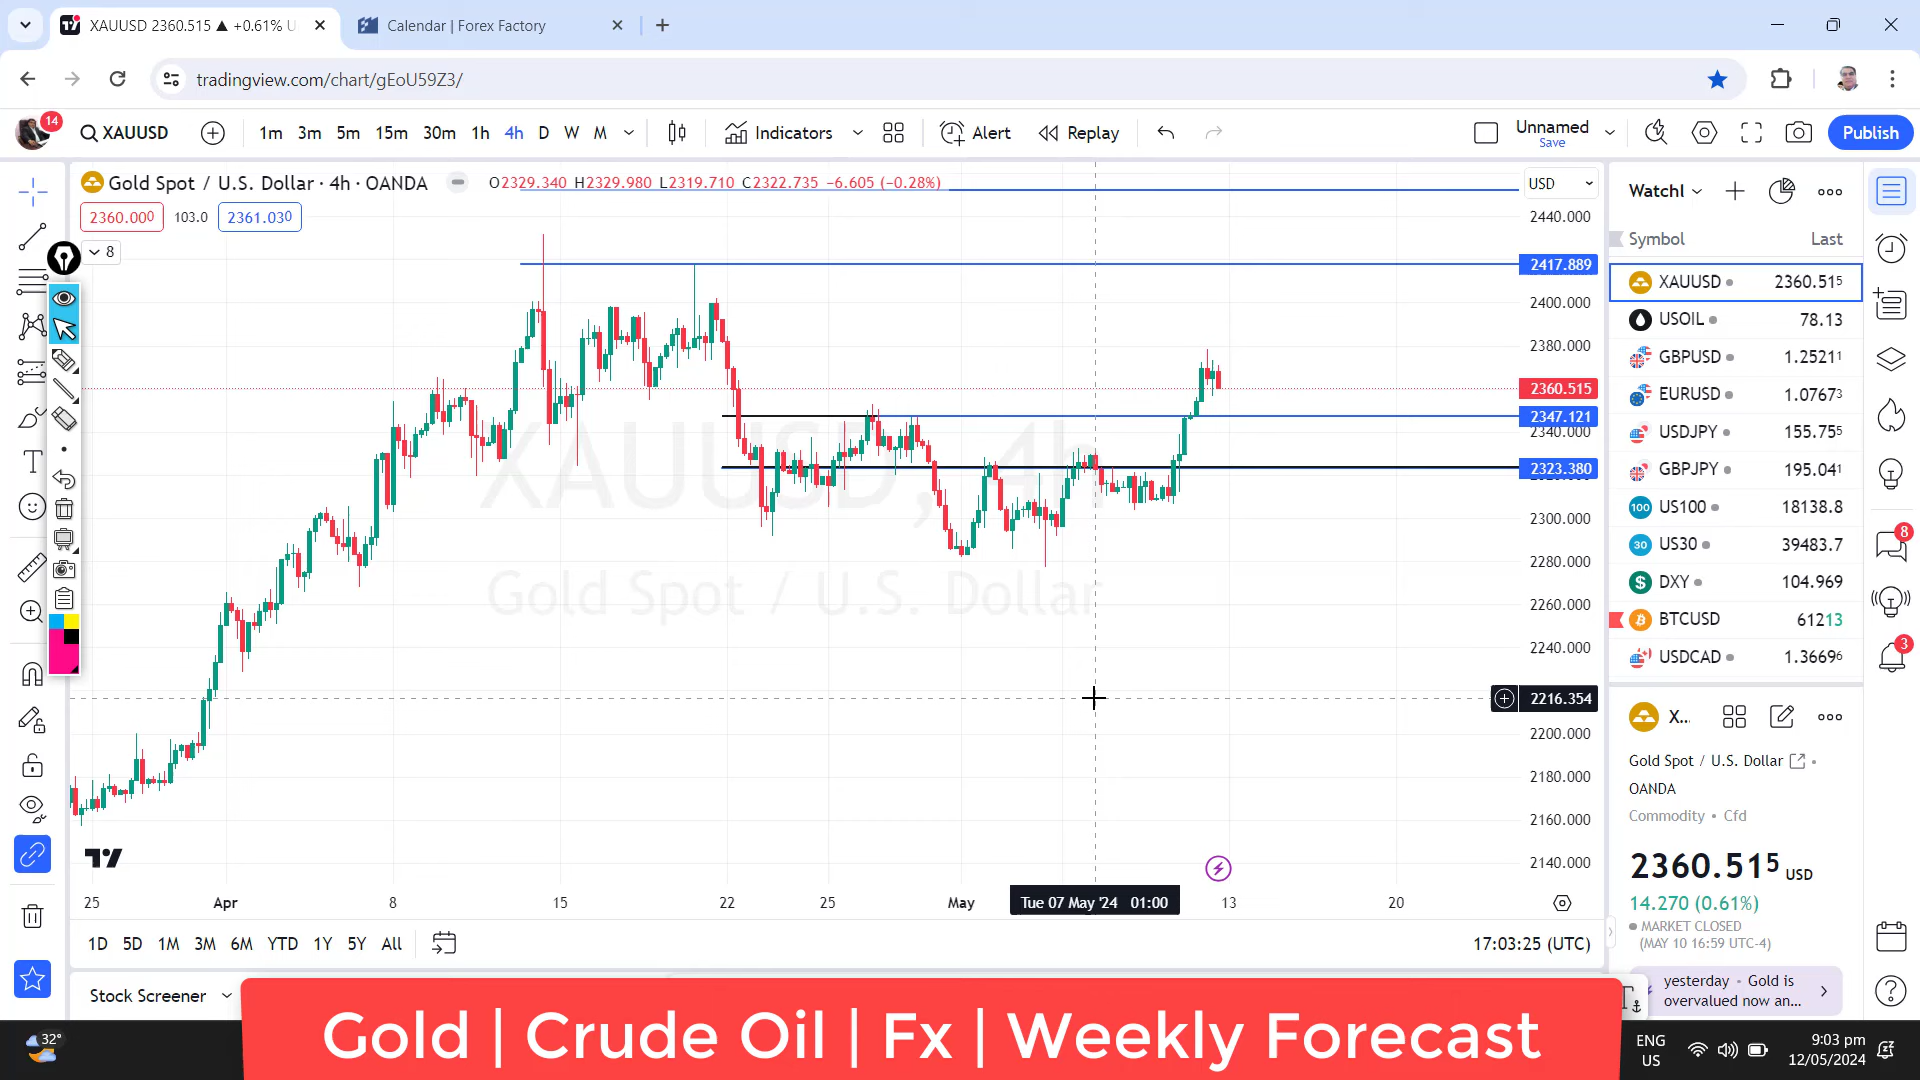 XAUUSD 2360.515 ▲ +0.61% U
Calendar | Forex Factory
tradingview.com/chart/gEoU59Z3/
14
XAUUSD
1m 3m 5m 15m 30m 1h 4h D W M
Indicators
Alert
Replay
Unnamed
Save
Publish
Gold Spot / U.S. Dollar · 4h · OANDA
O2329.340 H2329.980 L2319.710 C2322.735 −6.605 (−0.28%)
2360.000 103.0 2361.030
8
XAUUSD, 4h
Gold Spot / U.S. Dollar
USD
2440.000
2417.889
2400.000
2380.000
2360.515
2347.121
2340.000
2323.380
2300.000
2280.000
2260.000
2240.000
2216.354
2200.000
2180.000
2160.000
2140.000
25 Apr 8 15 22 25 May Tue 07 May '24 01:00 13 20
1D 5D 1M 3M 6M YTD 1Y 5Y All
17:03:25 (UTC)
Stock Screener
Watchl
Symbol Last
XAUUSD 2360.515
USOIL 78.13
GBPUSD 1.25211
EURUSD 1.07673
USDJPY 155.755
GBPJPY 195.041
100 US100 18138.8
30 US30 39483.7
DXY 104.969
BTCUSD 61213
USDCAD 1.36696
8
3
X...
Gold Spot / U.S. Dollar
OANDA
Commodity • Cfd
2360.515 USD
14.270 (0.61%)
MARKET CLOSED
(MAY 10 16:59 UTC-4)
yesterday • Gold is
overvalued now an...
Gold | Crude Oil | Fx | Weekly Forecast
32°
ENG
US
9:03 pm
12/05/2024